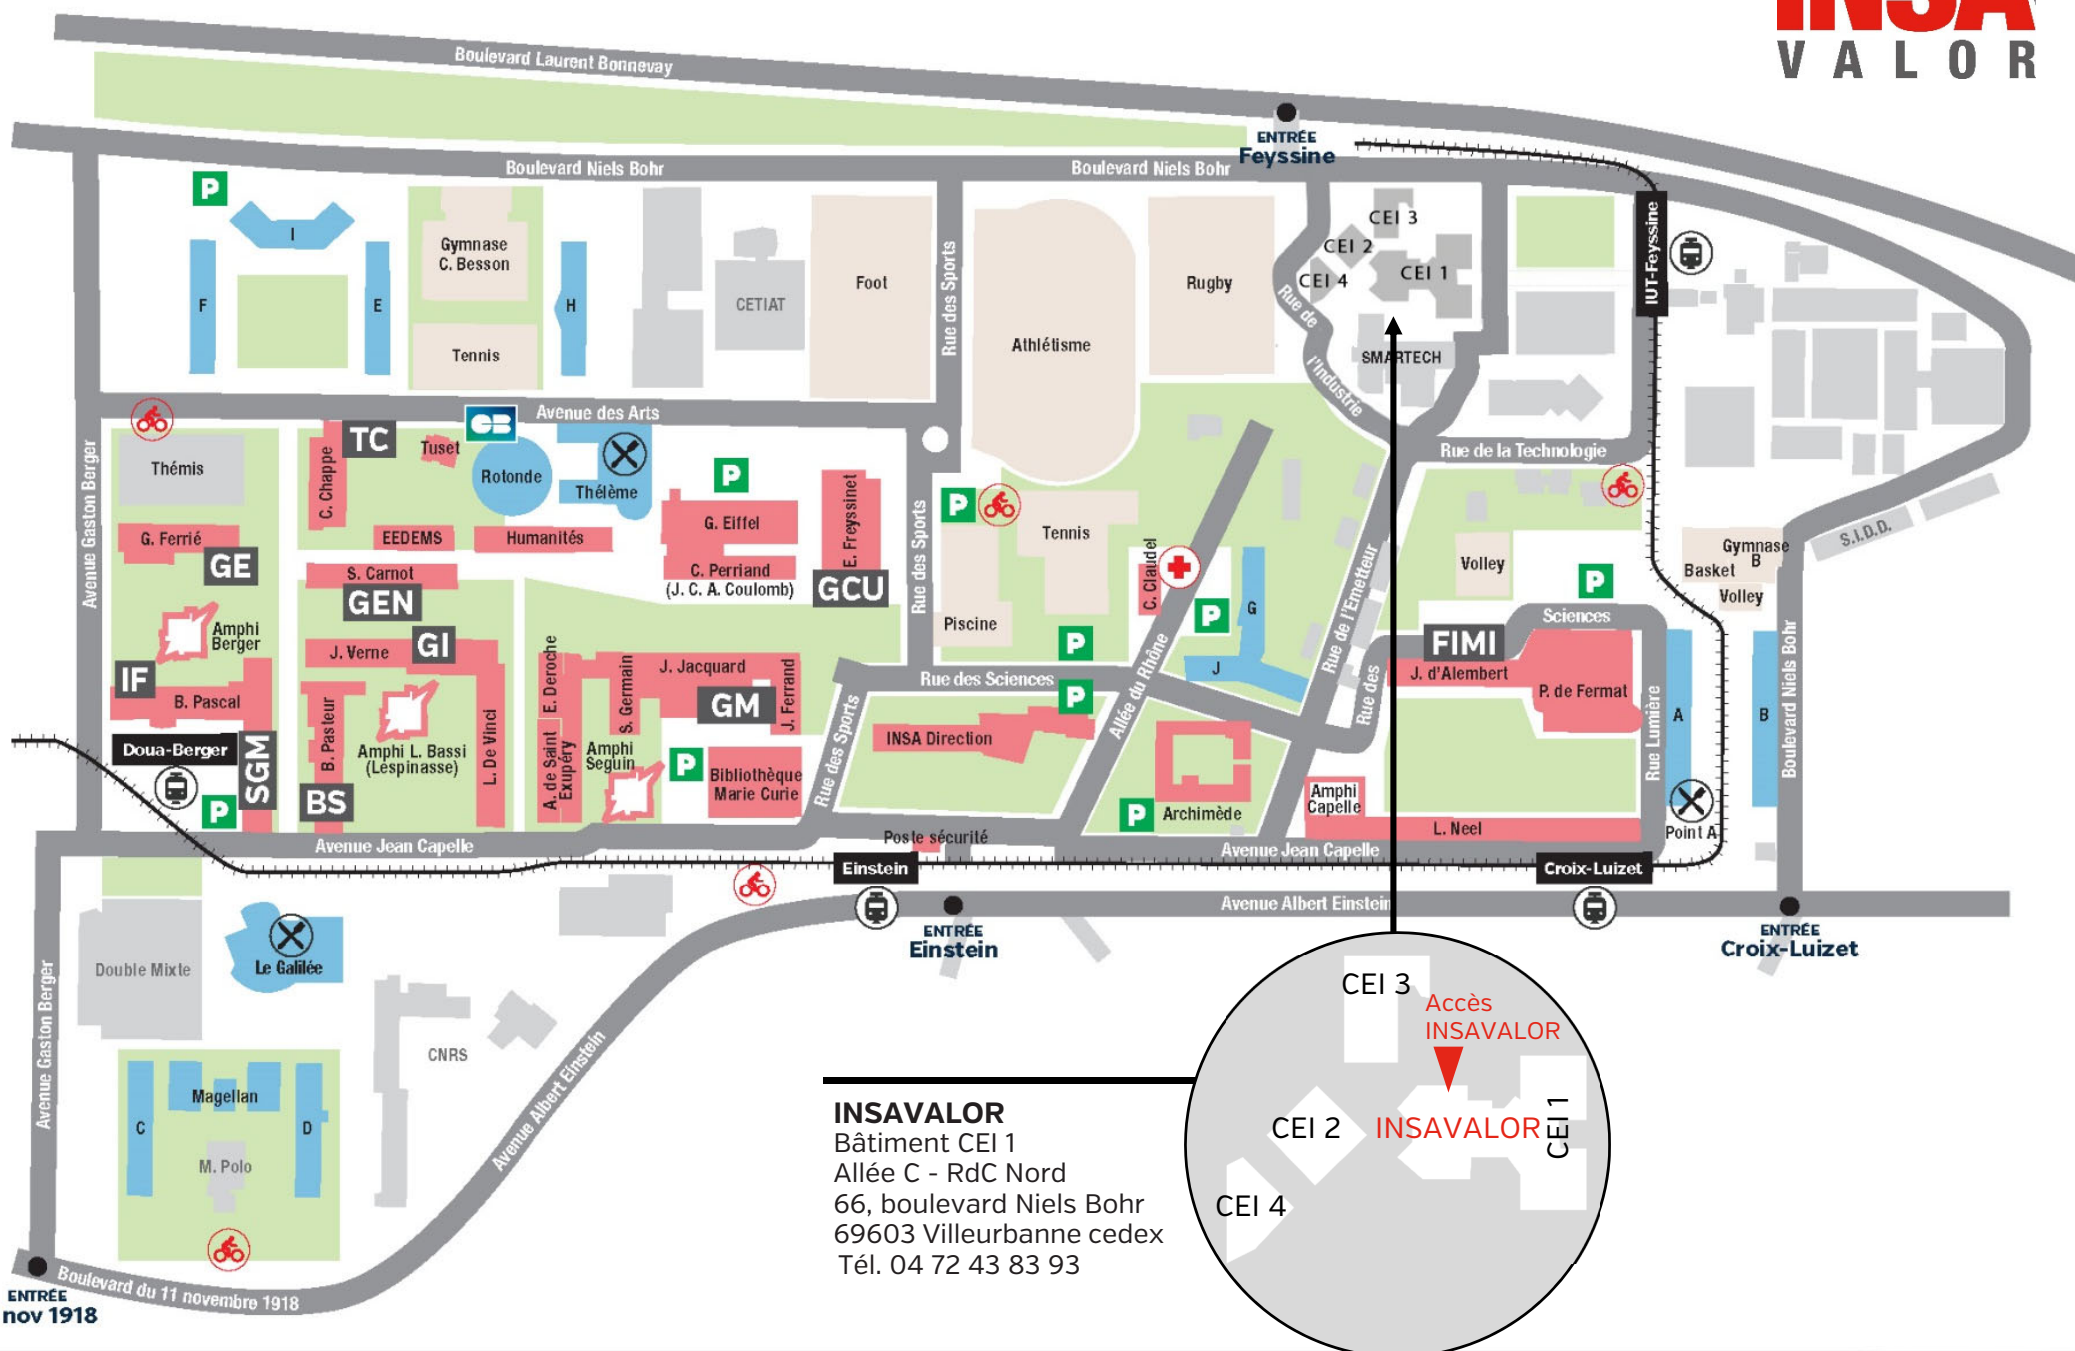 INSA
VALOR
Boulevard Laurent Bonnevay
ENTRÉE
Feyssine
Boulevard Niels Bohr
Boulevard Niels Bohr
P
I
F
E
Gymnase
C. Besson
Tennis
H
CETIAT
Foot
Rue des Sports
Athlétisme
Rugby
CEI 3
CEI 2
CEI 4
CEI 1
Rue de
l'Industrie
SMARTECH
IUT-Feyssine
Avenue des Arts
Avenue Gaston Berger
Thémis
C. Chappe
TC
Tuset
CB
Rotonde
Thélème
P
G. Ferrié
GE
EEDEMS
Humanités
G. Eiffel
C. Perriand
(J. C. A. Coulomb)
E. Freyssinet
GCU
Rue des Sports
P
Tennis
Piscine
C. Claudel
P
G
J
Rue de l'Emetteur
Rue de la Technologie
Volley
P
Gymnase
B
Basket
Volley
S.I.D.D.
S. Carnot
GEN
Amphi
Berger
IF
B. Pascal
J. Verne
GI
B. Pasteur
Amphi L. Bassi
(Lespinasse)
L. De Vinci
E. Deroche
A. de Saint
Exupéry
S. Germain
J. Jacquard
GM
J. Ferrand
Amphi
Seguin
P
Bibliothèque
Marie Curie
Rue des Sports
Rue des Sciences
P
P
INSA Direction
Allée du Rhône
P
Archimède
Rue des
Sciences
FIMI
J. d'Alembert
P. de Fermat
Rue Lumière
A
B
Boulevard Niels Bohr
Amphi
Capelle
L. Neel
Point A
Doua-Berger
P
SGM
BS
Avenue Jean Capelle
Poste sécurité
Avenue Jean Capelle
Einstein
Croix-Luizet
Avenue Albert Einstein
ENTRÉE
Einstein
ENTRÉE
Croix-Luizet
Double Mixte
Le Galilée
Avenue Gaston Berger
CNRS
Avenue Albert Einstein
C
Magellan
D
M. Polo
Boulevard du 11 novembre 1918
ENTRÉE
nov 1918
INSAVALOR
Bâtiment CEI 1
Allée C - RdC Nord
66, boulevard Niels Bohr
69603 Villeurbanne cedex
Tél. 04 72 43 83 93
CEI 3
Accès
INSAVALOR
CEI 2
INSAVALOR
CEI 1
CEI 4